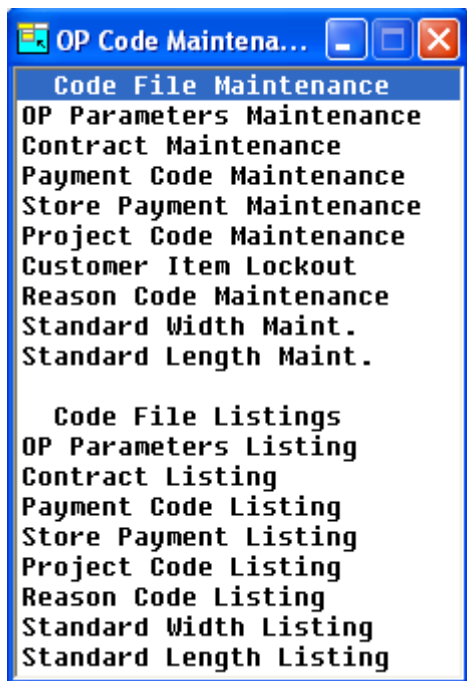 OP Code Maintena...
Code File Maintenance
OP Parameters Maintenance
Contract Maintenance
Payment Code Maintenance
Store Payment Maintenance
Project Code Maintenance
Customer Item Lockout
Reason Code Maintenance
Standard Width Maint.
Standard Length Maint.
Code File Listings
OP Parameters Listing
Contract Listing
Payment Code Listing
Store Payment Listing
Project Code Listing
Reason Code Listing
Standard Width Listing
Standard Length Listing